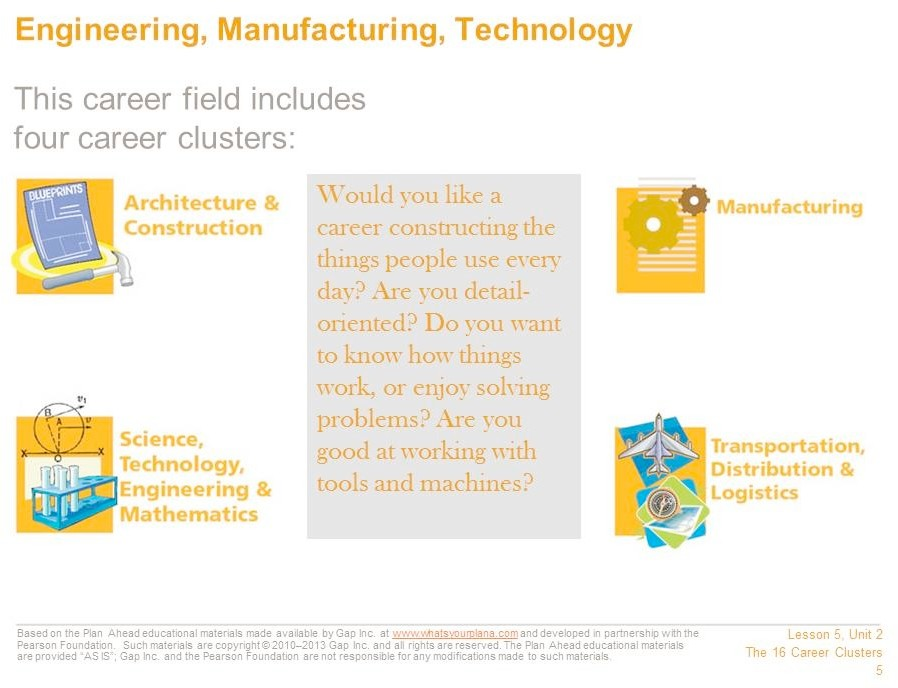 Engineering, Manufacturing, Technology
This career field includes
four career clusters:
BLUEPRINTS
Architecture &
Construction
Would you like a
career constructing the
things people use every
day? Are you detail-
oriented? Do you want
to know how things
work, or enjoy solving
problems? Are you
good at working with
tools and machines?
Manufacturing
v1
B
A
v
X
O
X
Science,
Technology,
Engineering &
Mathematics
Transportation,
Distribution &
Logistics
Based on the Plan Ahead educational materials made available by Gap Inc. at www.whatsyourplana.com and developed in partnership with the
Pearson Foundation. Such materials are copyright © 2010–2013 Gap Inc. and all rights are reserved. The Plan Ahead educational materials
are provided “AS IS”; Gap Inc. and the Pearson Foundation are not responsible for any modifications made to such materials.
Lesson 5, Unit 2
The 16 Career Clusters
5